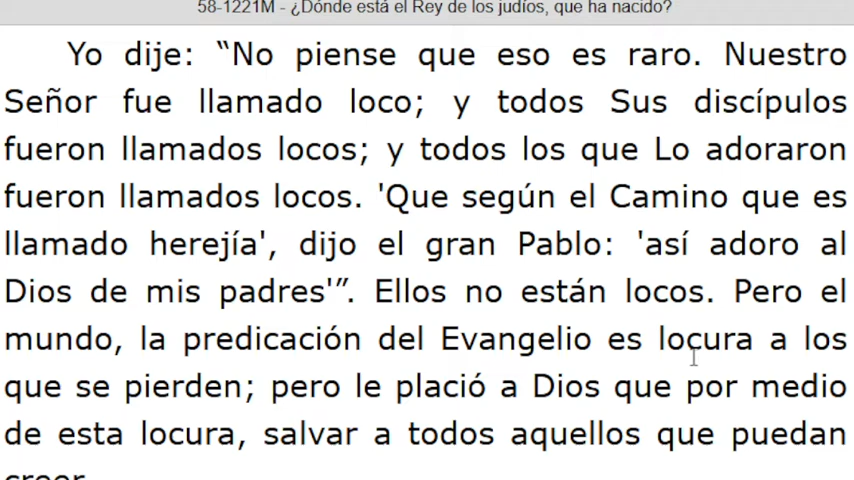 58-1221M - ¿Dónde está el Rey de los judíos, que ha nacido?
Yo dije: “No piense que eso es raro. Nuestro
Señor fue llamado loco; y todos Sus discípulos
fueron llamados locos; y todos los que Lo adoraron
fueron llamados locos. 'Que según el Camino que es
llamado herejía', dijo el gran Pablo: 'así adoro al
Dios de mis padres'”. Ellos no están locos. Pero el
mundo, la predicación del Evangelio es locura a los
que se pierden; pero le plació a Dios que por medio
de esta locura, salvar a todos aquellos que puedan
creer.